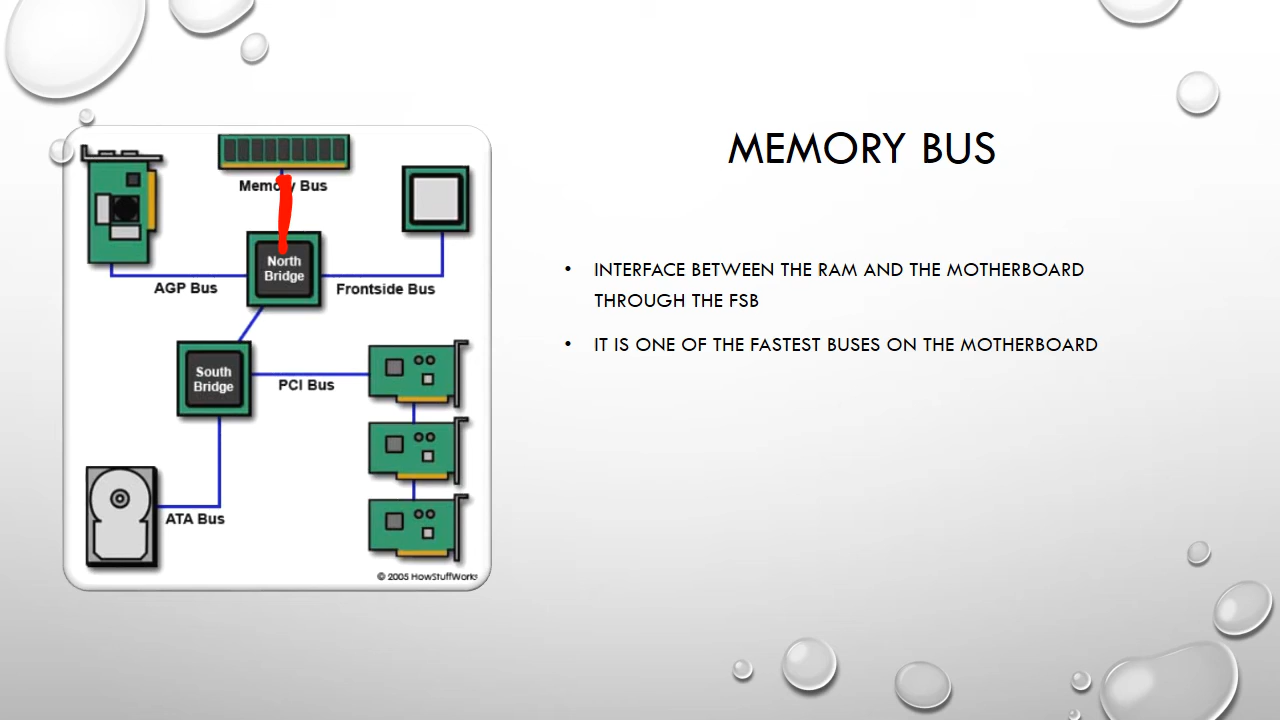 MEMORY BUS
Memory Bus
North
Bridge
AGP Bus
Frontside Bus
South
Bridge
PCI Bus
ATA Bus
© 2005 HowStuffWorks
• INTERFACE BETWEEN THE RAM AND THE MOTHERBOARD
THROUGH THE FSB
• IT IS ONE OF THE FASTEST BUSES ON THE MOTHERBOARD